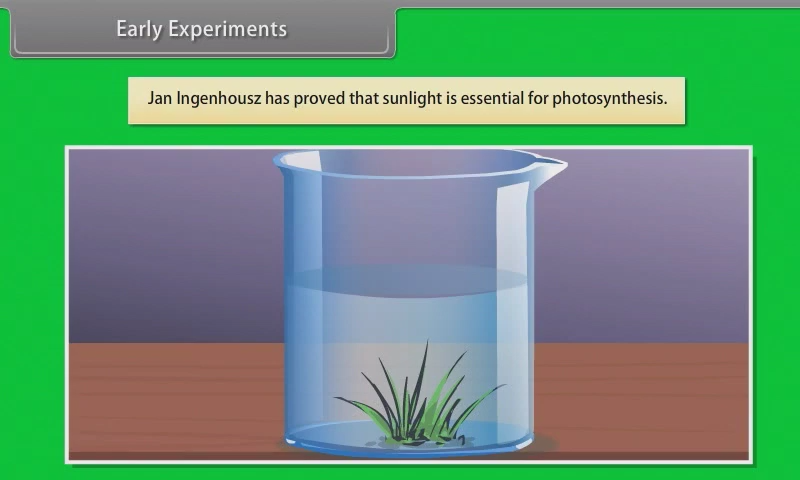 Early Experiments
Jan Ingenhousz has proved that sunlight is essential for photosynthesis.